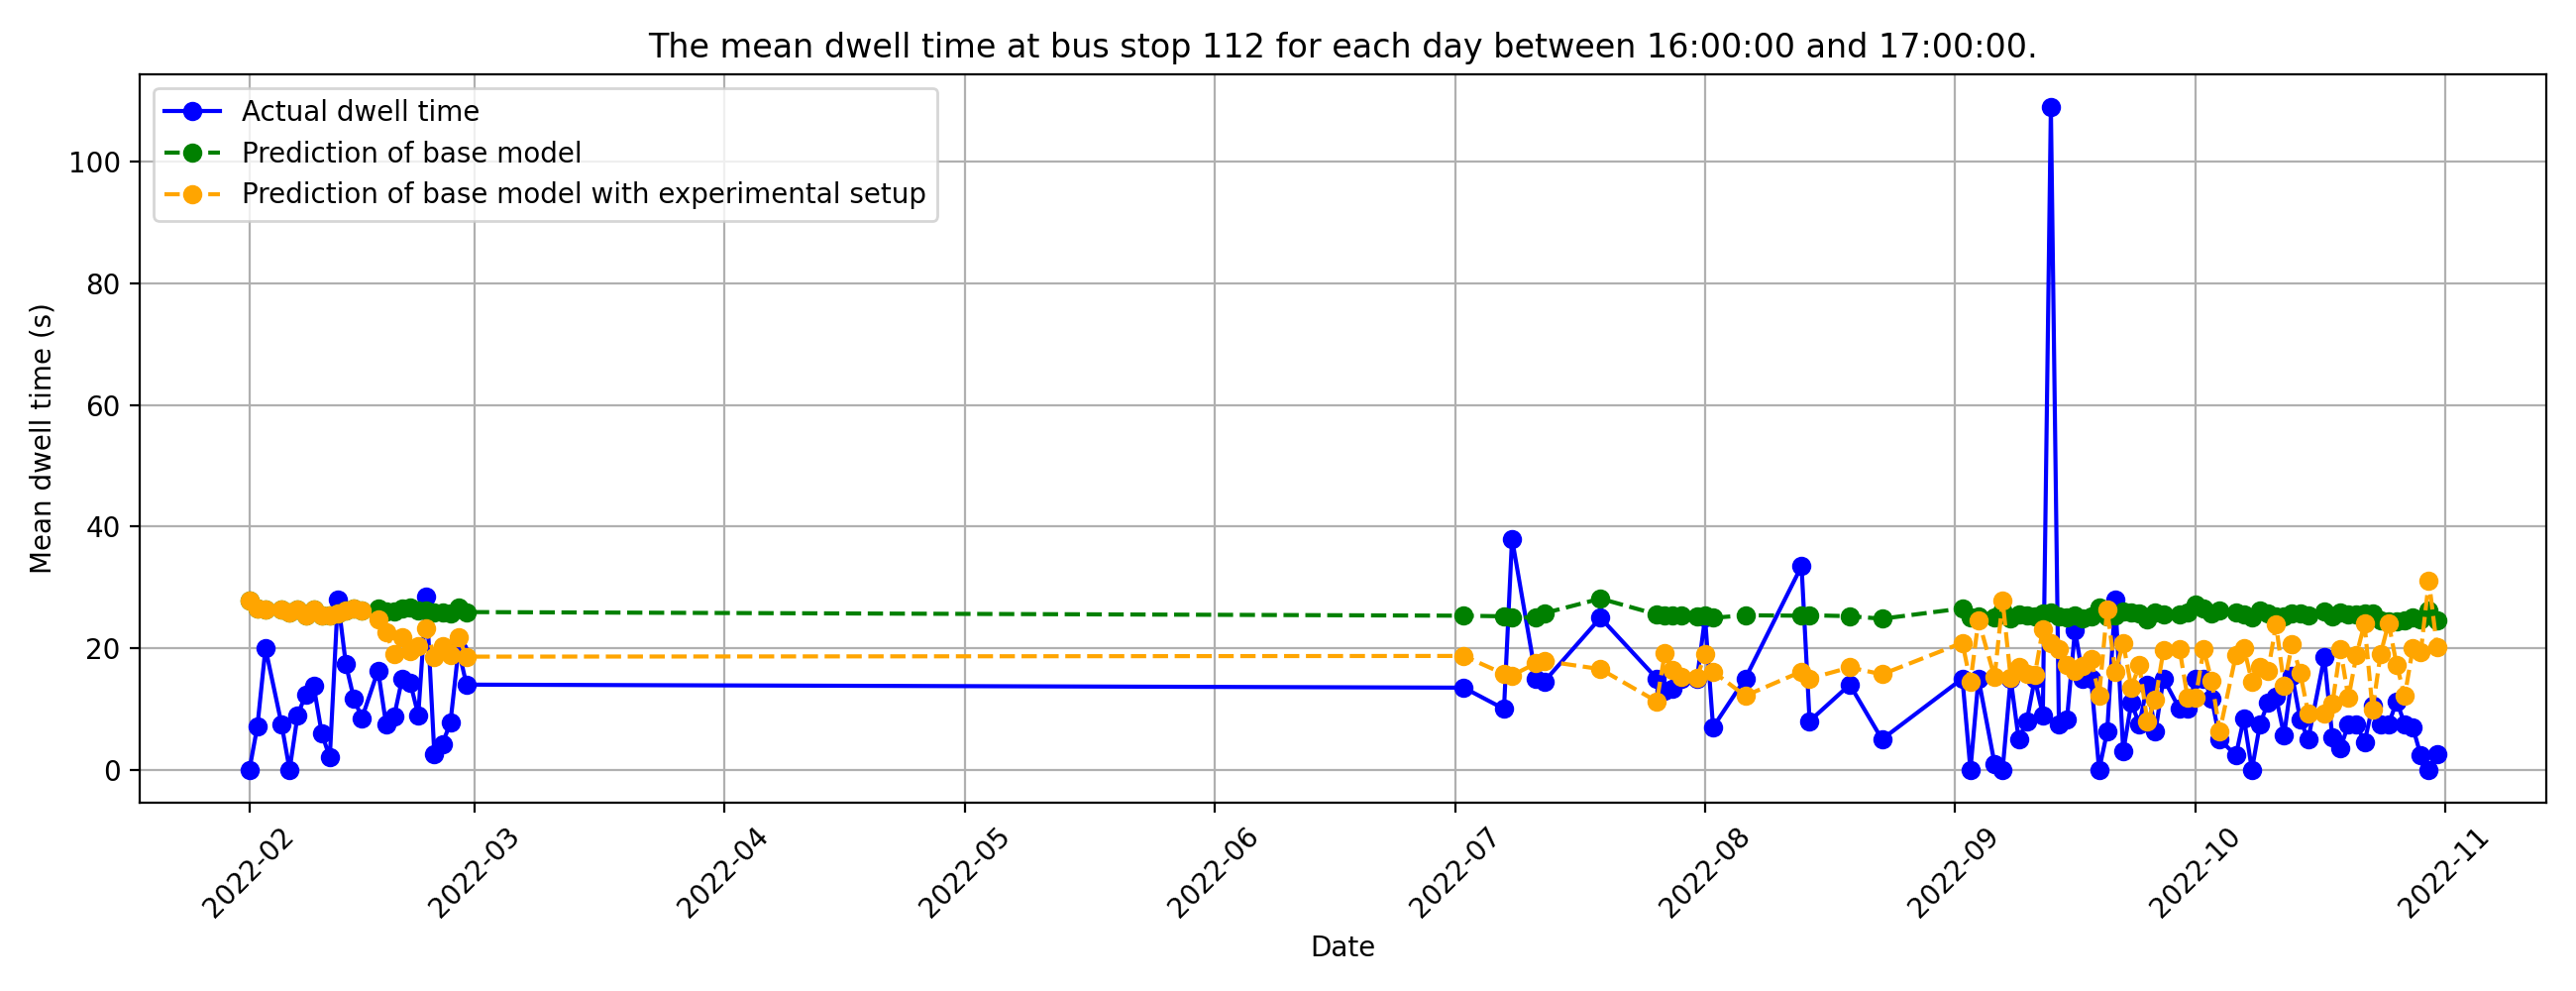 The mean dwell time at bus stop 112 for each day between 16:00:00 and 17:00:00.
Actual dwell time
Prediction of base model
Prediction of base model with experimental setup
Mean dwell time (s)
100
80
60
40
20
0
2022-02
2022-03
2022-04
2022-05
2022-06
2022-07
2022-08
2022-09
2022-10
2022-11
Date